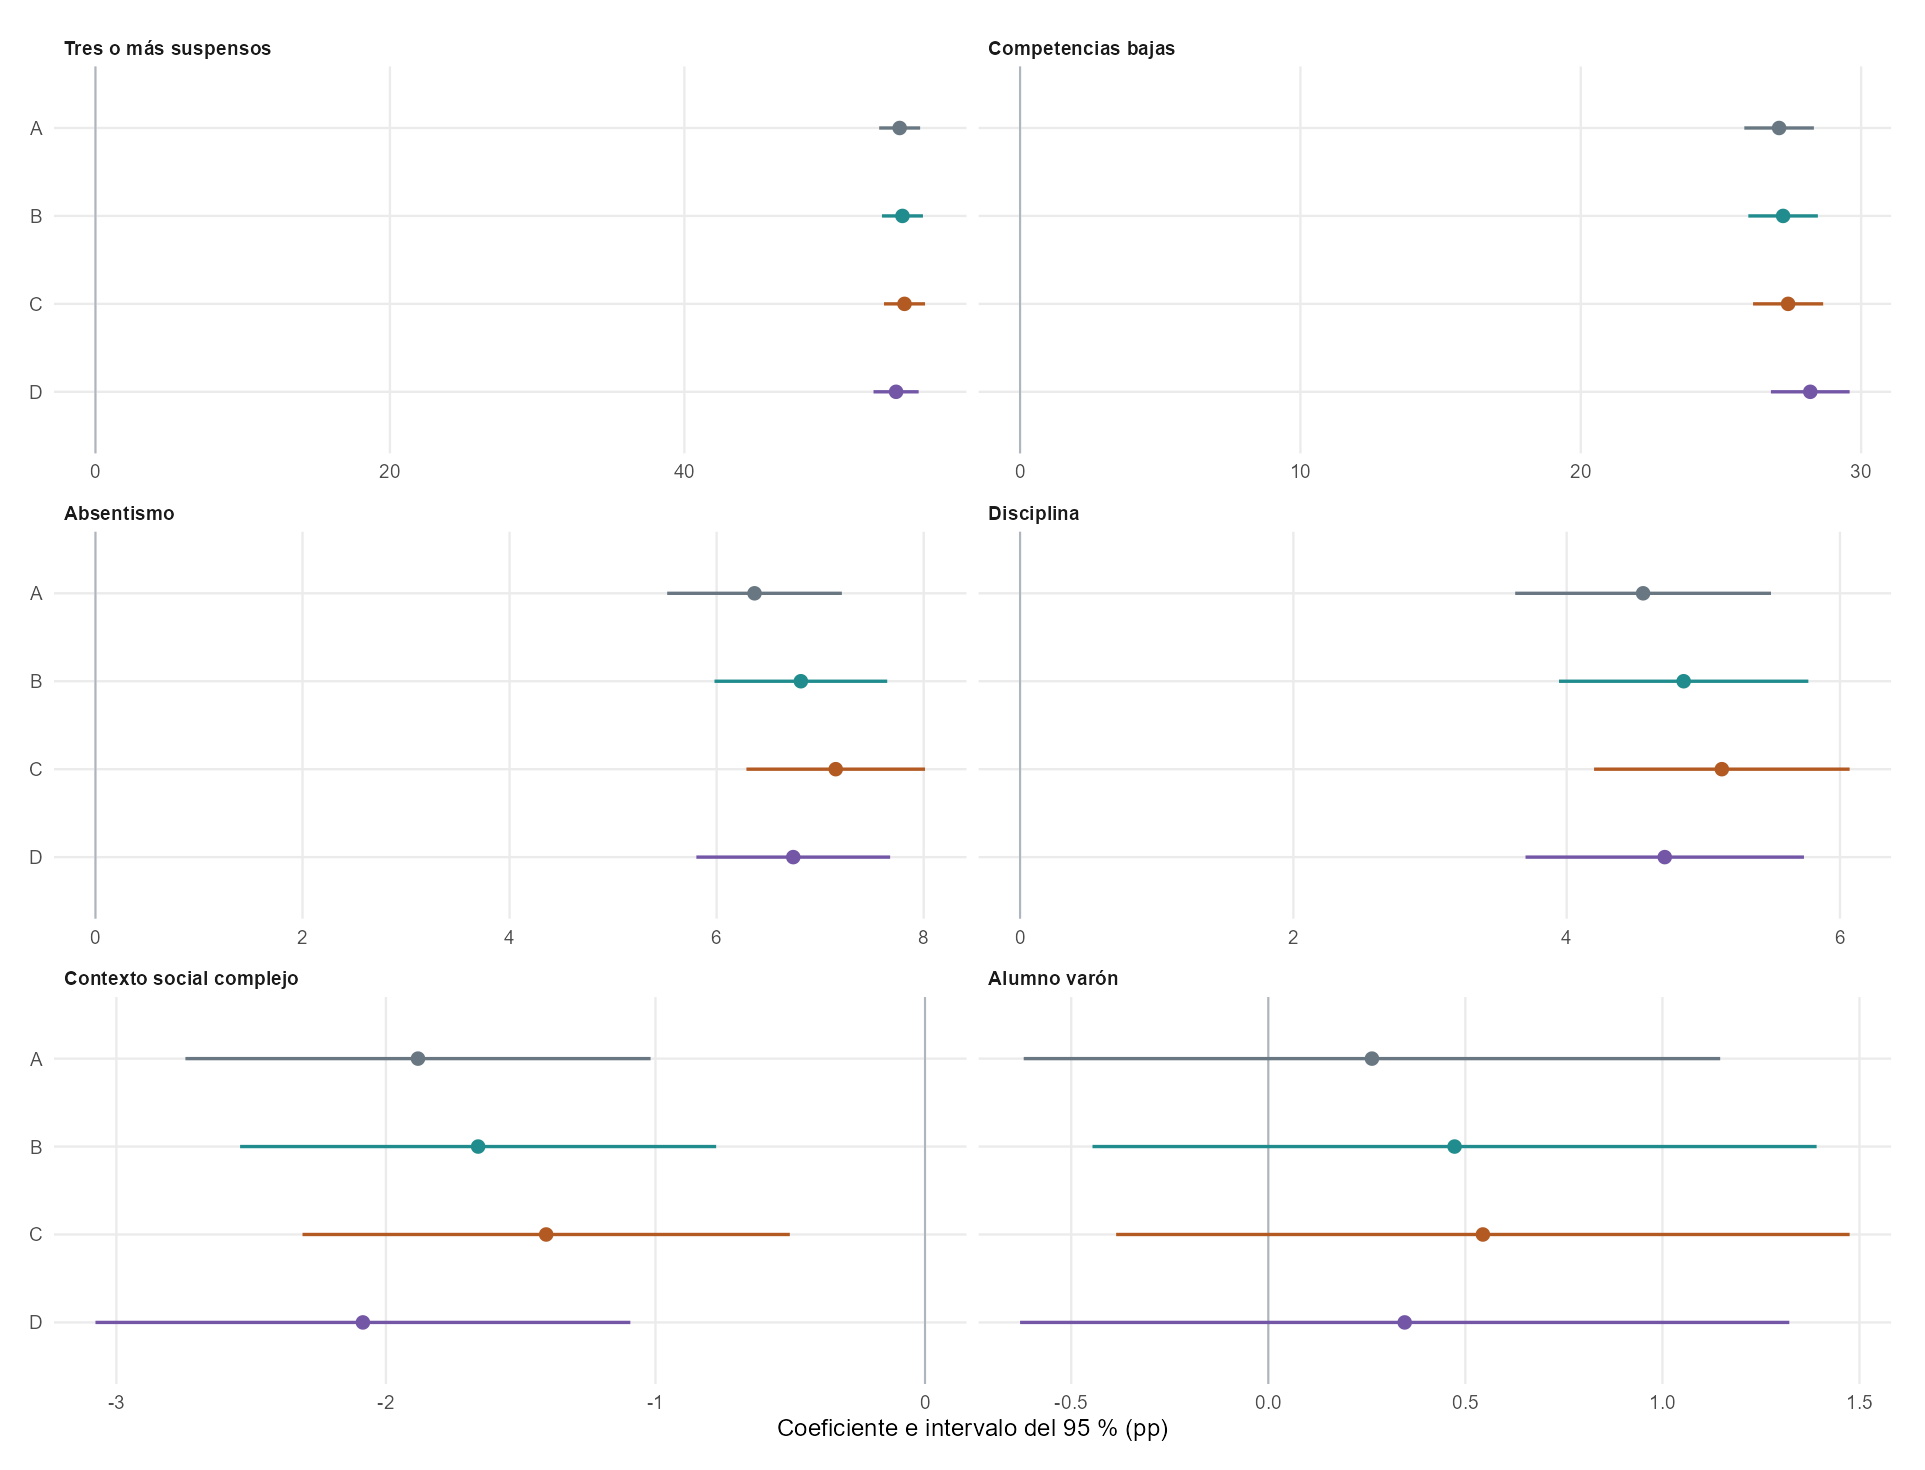 Tres o más suspensos
Competencias bajas
A
B
C
D
0 20 40
0 10 20 30
Absentismo
Disciplina
A
B
C
D
0 2 4 6 8
0 2 4 6
Contexto social complejo
Alumno varón
A
B
C
D
-3 -2 -1 0
-0.5 0.0 0.5 1.0 1.5
Coeficiente e intervalo del 95 % (pp)